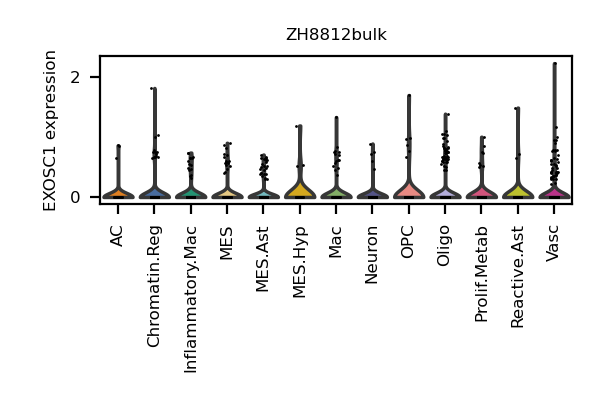 ZH8812bulk
EXOSC1 expression
2
0
AC
Chromatin.Reg
Inflammatory.Mac
MES
MES.Ast
MES.Hyp
Mac
Neuron
OPC
Oligo
Prolif.Metab
Reactive.Ast
Vasc